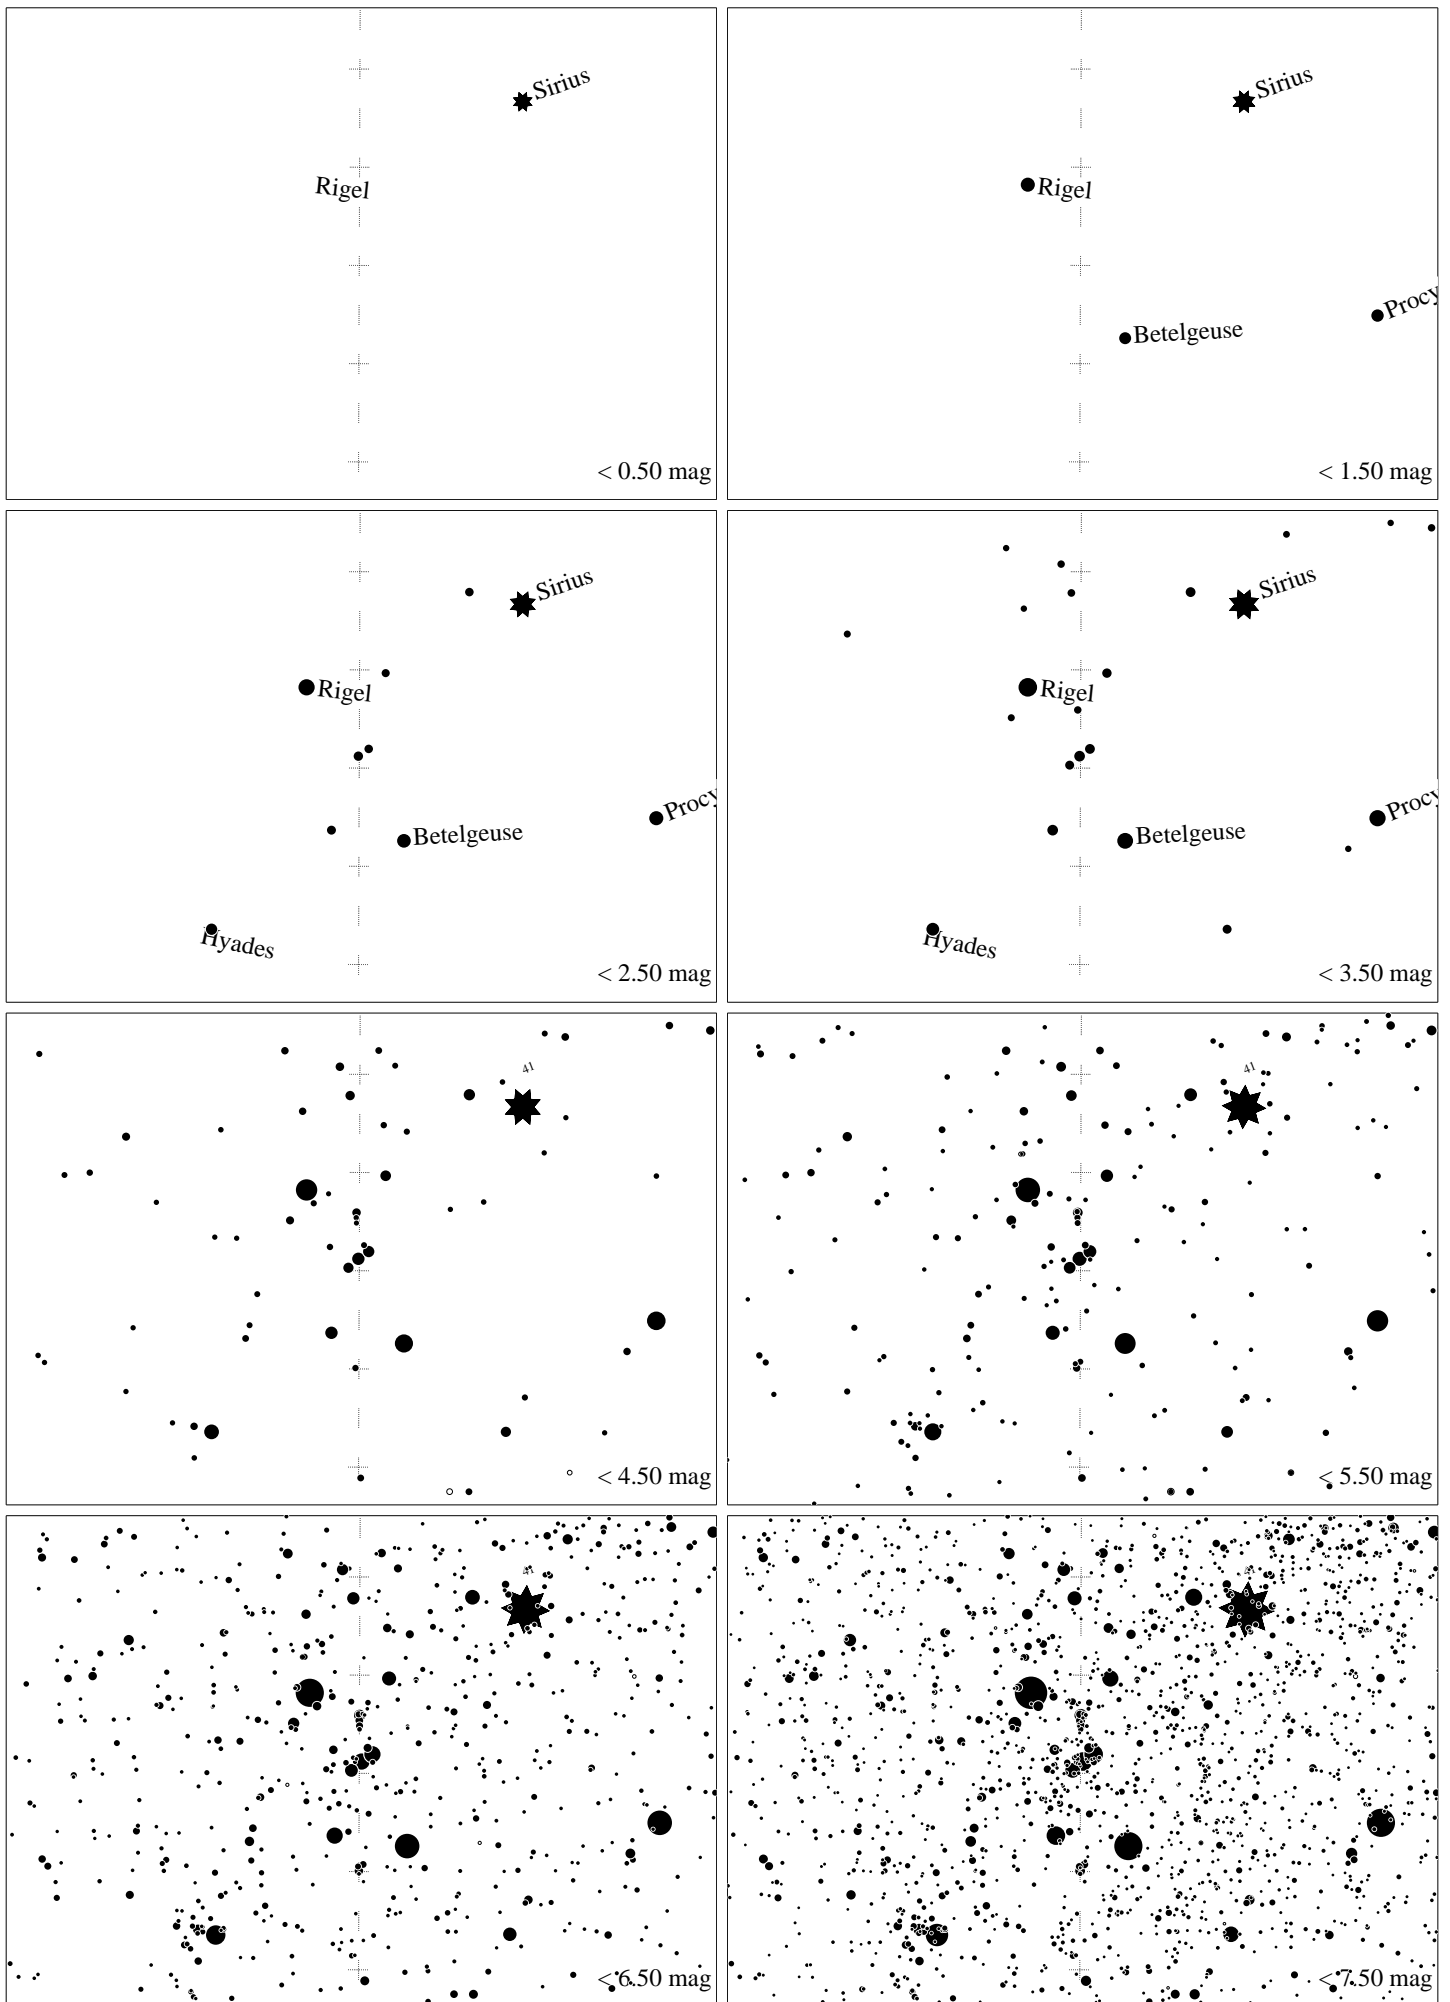 Sirius
Rigel
< 0.50 mag
Sirius
Rigel
Procy
Betelgeuse
< 1.50 mag
Sirius
Rigel
Procy
Betelgeuse
Hyades
< 2.50 mag
Sirius
Rigel
Procy
Betelgeuse
Hyades
< 3.50 mag
41
< 4.50 mag
41
< 5.50 mag
41
< 6.50 mag
< 7.50 mag